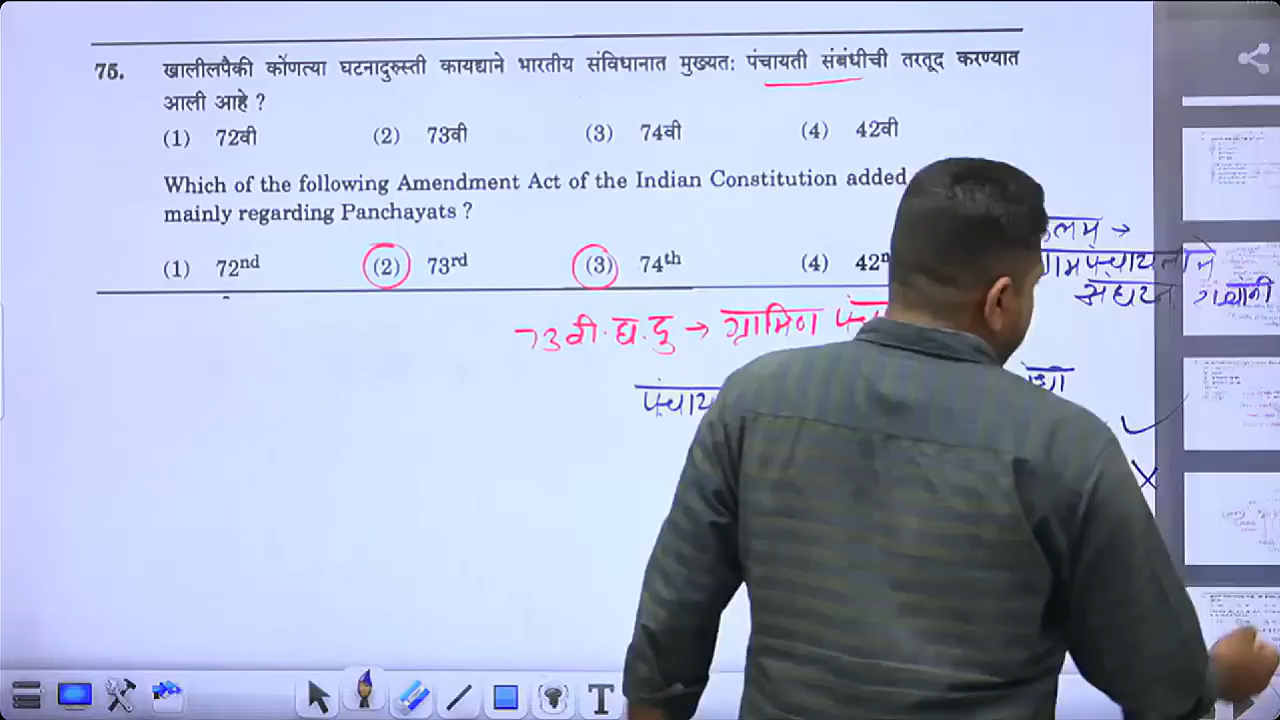 75. खालीलपैकी कोणत्या घटनादुरुस्ती कायद्याने भारतीय संविधानात मुख्यतः पंचायती संबंधीची तरतूद करण्यात
आली आहे ?
(1) 72वी (2) 73वी (3) 74वी (4) 42वी
Which of the following Amendment Act of the Indian Constitution added
mainly regarding Panchayats ?
(1) 72nd (2) 73rd (3) 74th (4) 42n
73वी.घ.दु → ग्रामिण